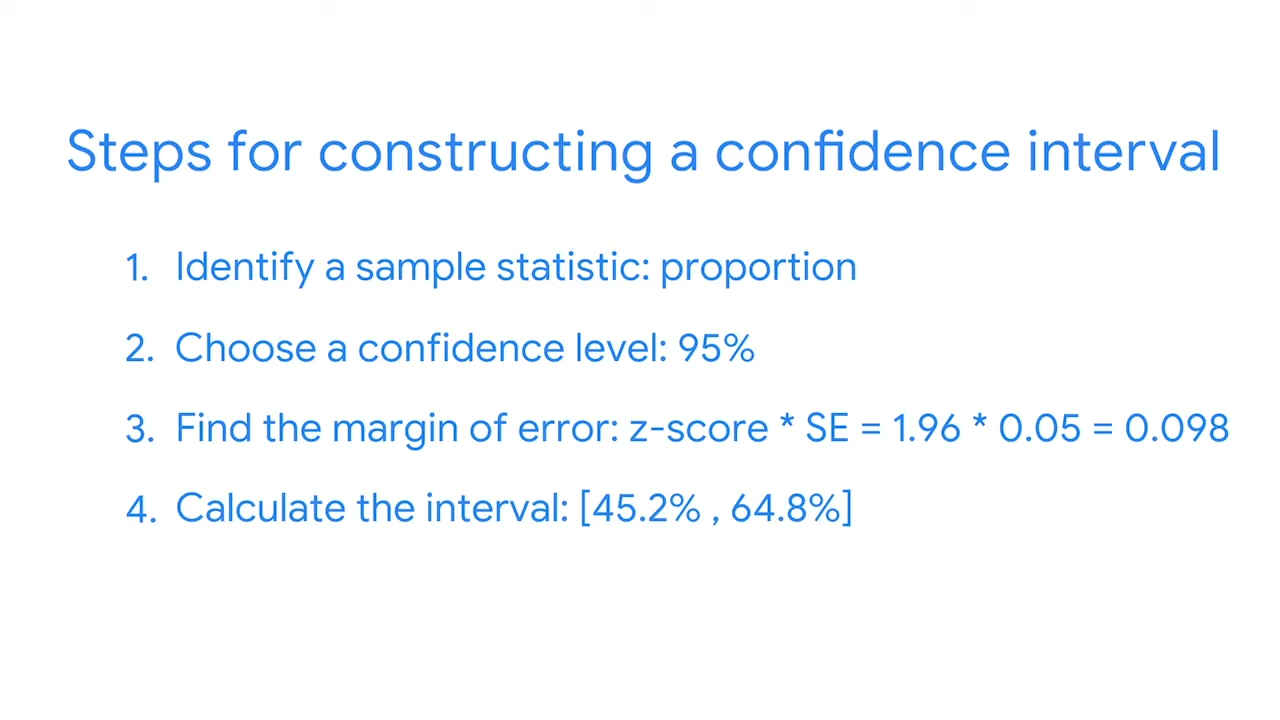 Steps for constructing a confidence interval
1. Identify a sample statistic: proportion
2. Choose a confidence level: 95%
3. Find the margin of error: z-score * SE = 1.96 * 0.05 = 0.098
4. Calculate the interval: [45.2% , 64.8%]